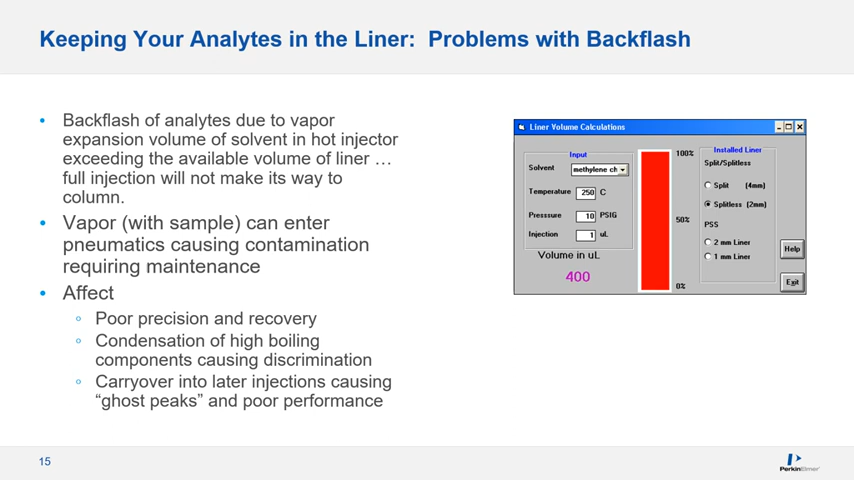 Keeping Your Analytes in the Liner: Problems with Backflash
• Backflash of analytes due to vapor
expansion volume of solvent in hot injector
exceeding the available volume of liner …
full injection will not make its way to
column.
• Vapor (with sample) can enter
pneumatics causing contamination
requiring maintenance
• Affect
◦ Poor precision and recovery
◦ Condensation of high boiling
components causing discrimination
◦ Carryover into later injections causing
“ghost peaks” and poor performance
Liner Volume Calculations
Input
Solvent methylene ch
Temperature 250 C
Presssure 10 PSIG
Injection 1 uL
Volume in uL
400
100%
50%
0%
Installed Liner
Split/Splitless
Split (4mm)
Splitless (2mm)
PSS
2 mm Liner
1 mm Liner
Help
Exit
15
PerkinElmer